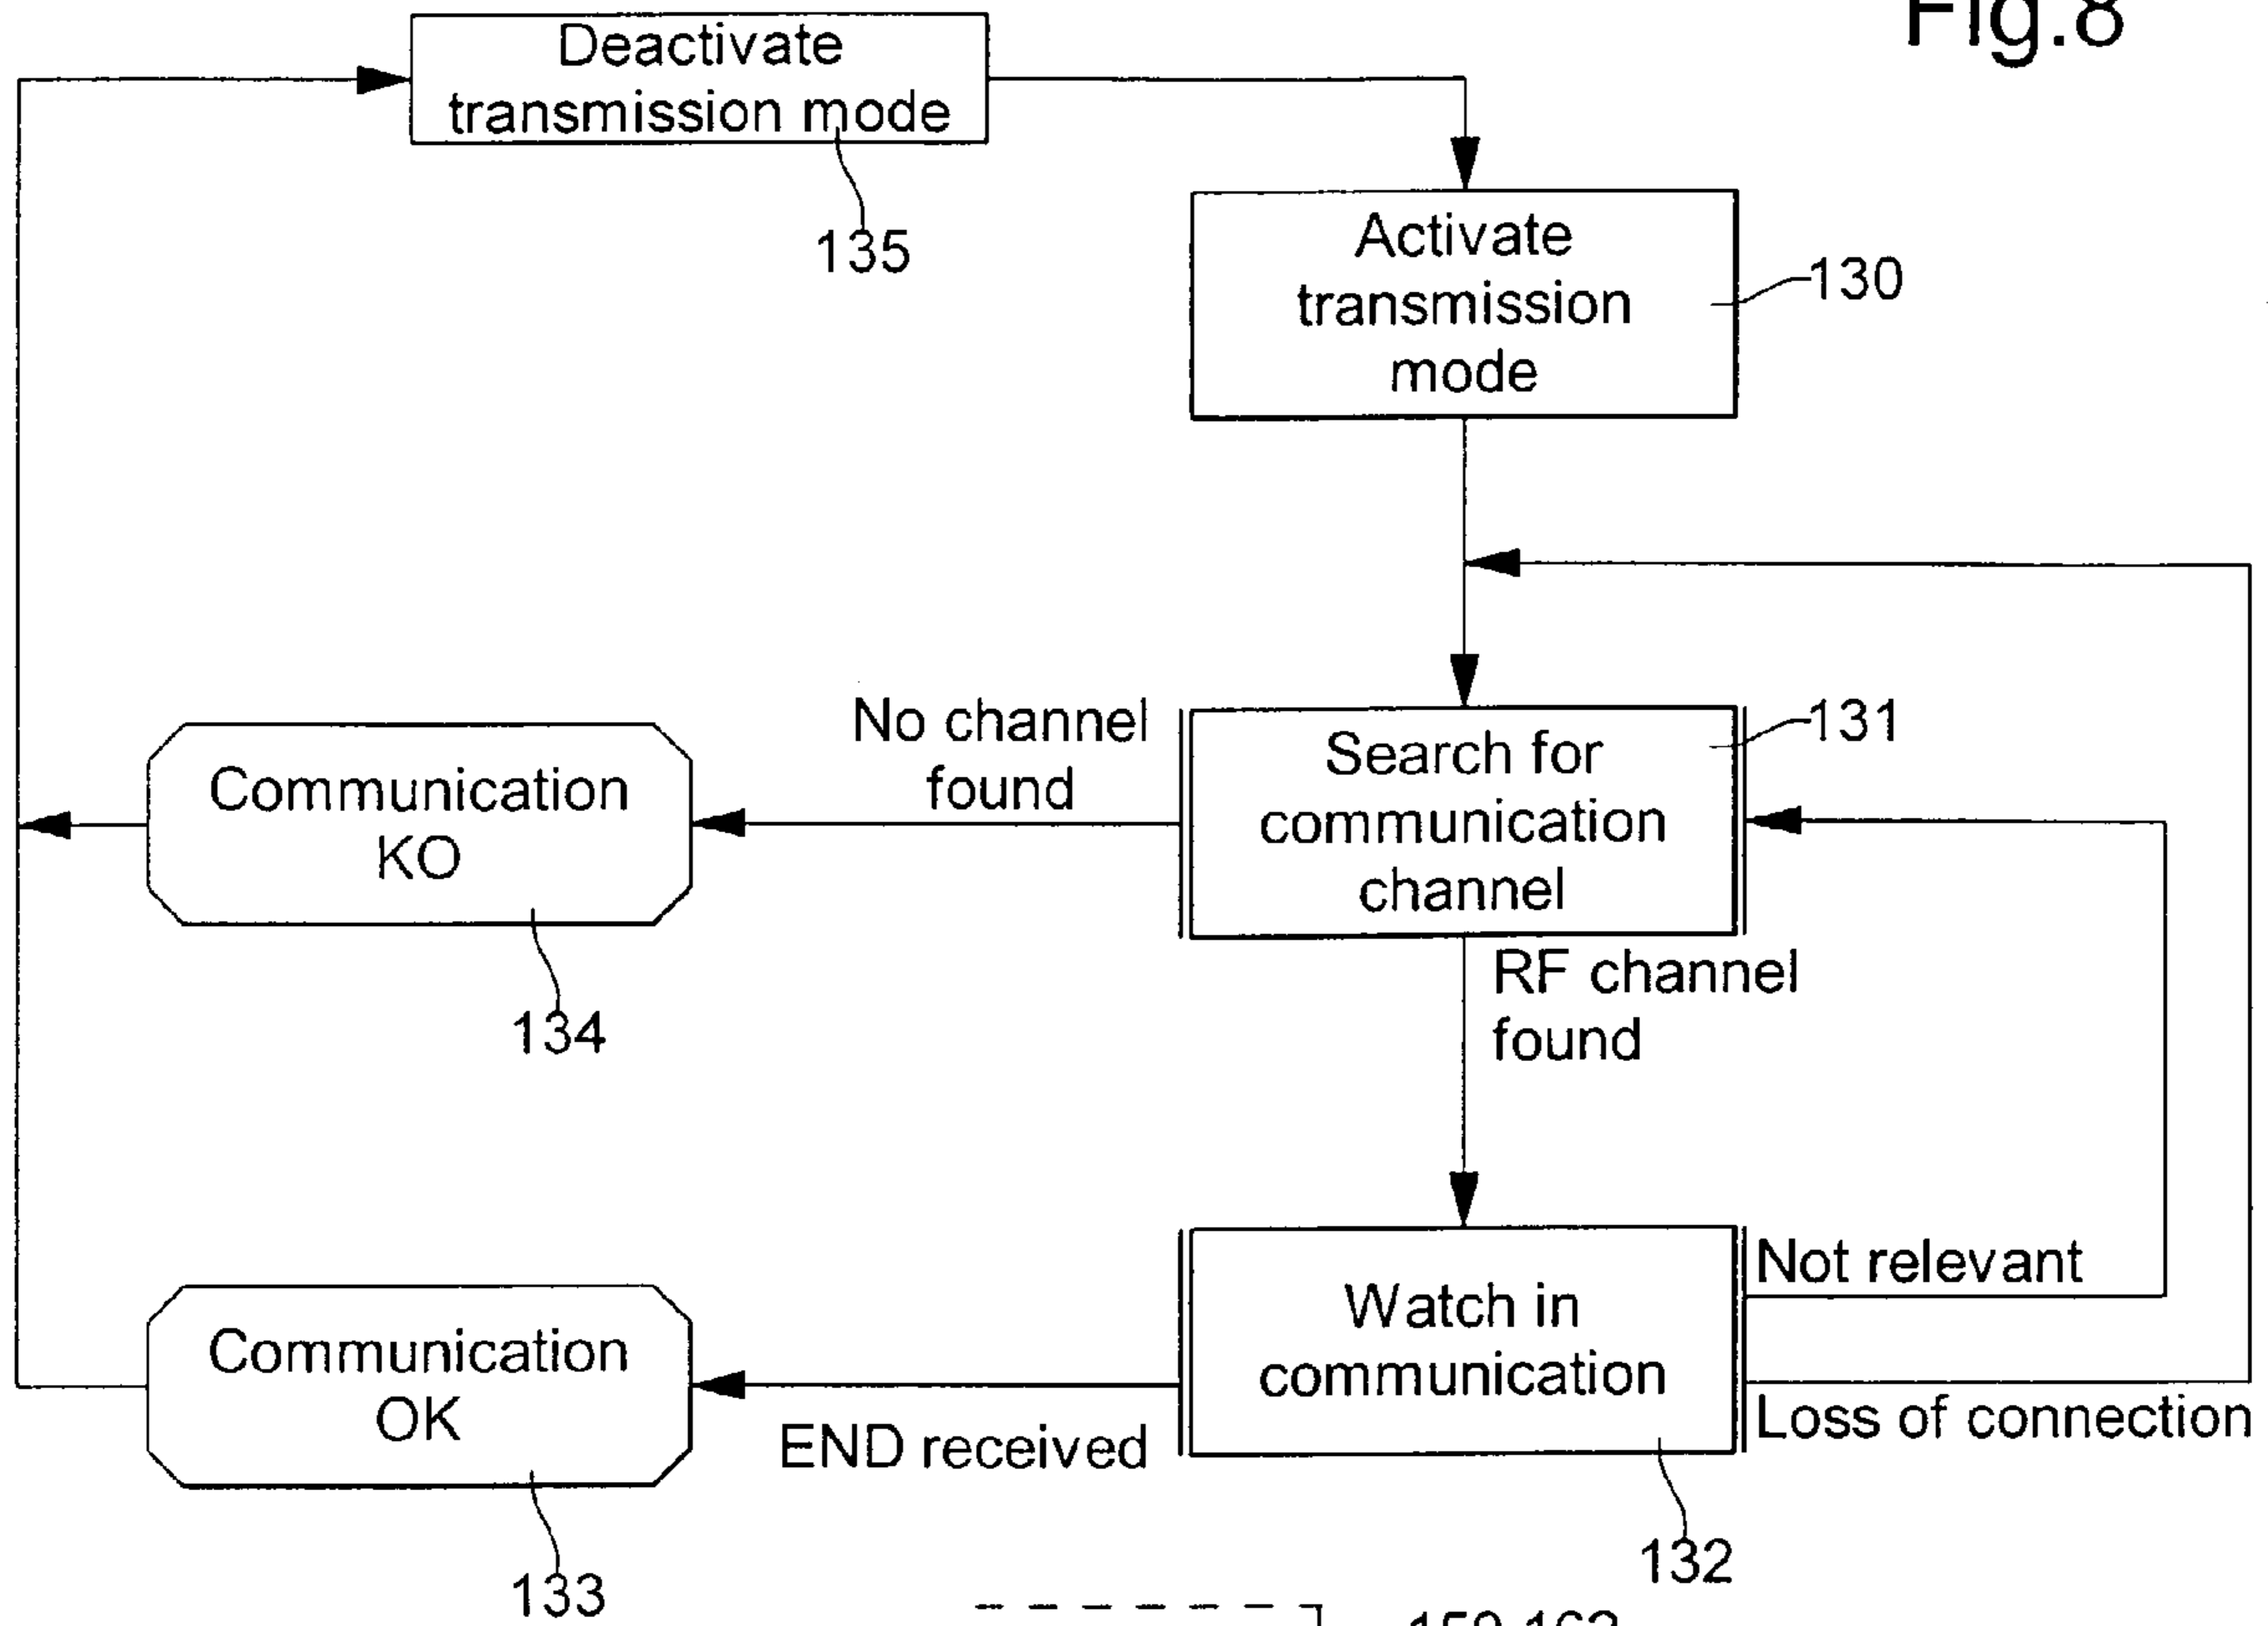 Fig.8
Deactivate
transmission mode
135
Activate
transmission
mode
130
No channel
found
Search for
communication
channel
131
Communication
KO
134
RF channel
found
Watch in
communication
132
Not relevant
Loss of connection
END received
Communication
OK
133